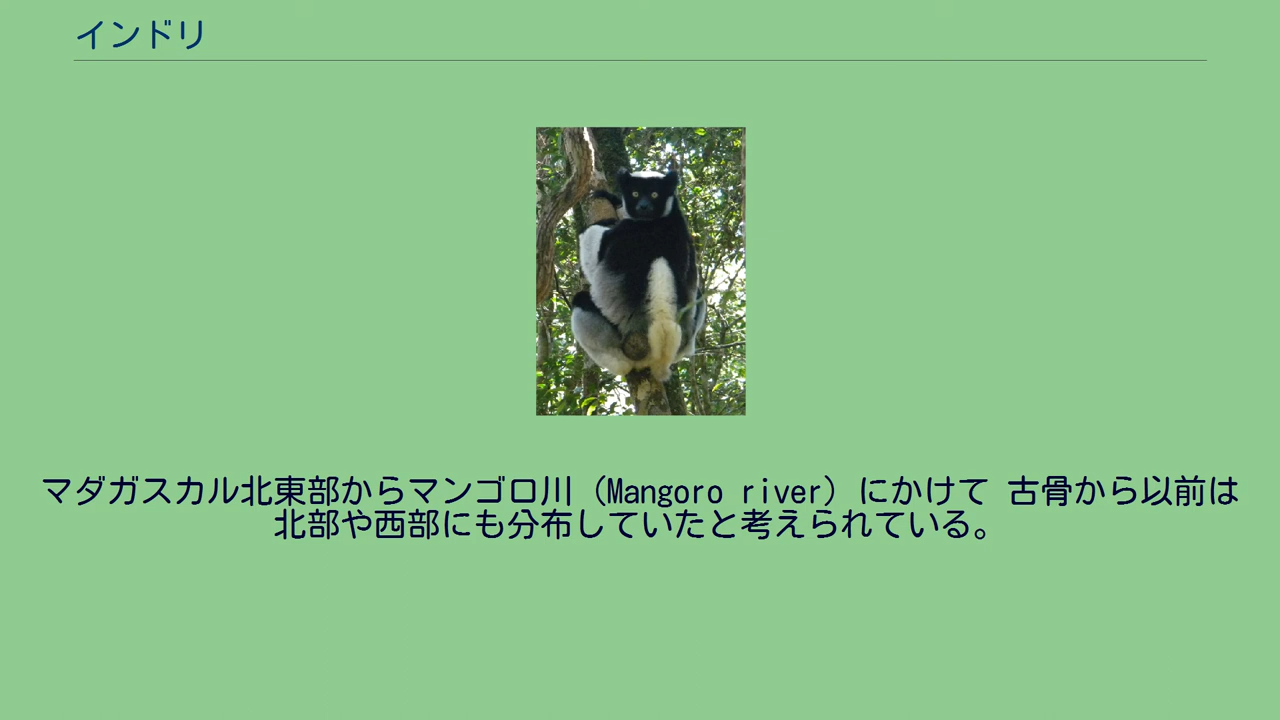 インドリ
マダガスカル北東部からマンゴロ川（Mangoro river）にかけて 古骨から以前は
北部や西部にも分布していたと考えられている。